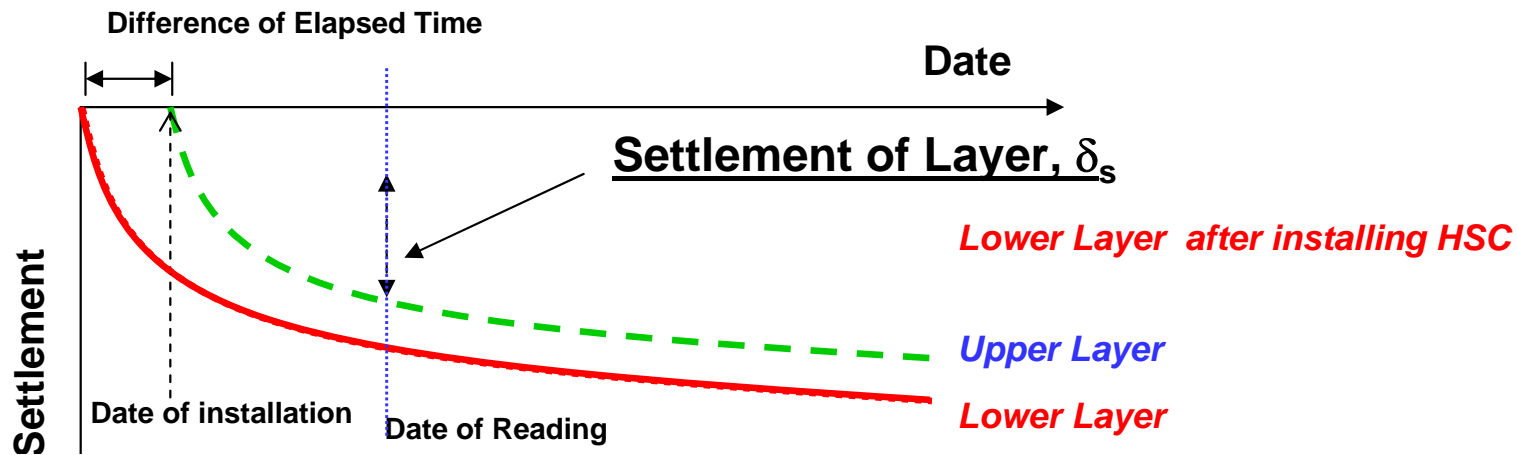 Difference of Elapsed Time
Date
Settlement of Layer, δs
Lower Layer after installing HSC
Settlement
Upper Layer
Date of installation
Lower Layer
Date of Reading